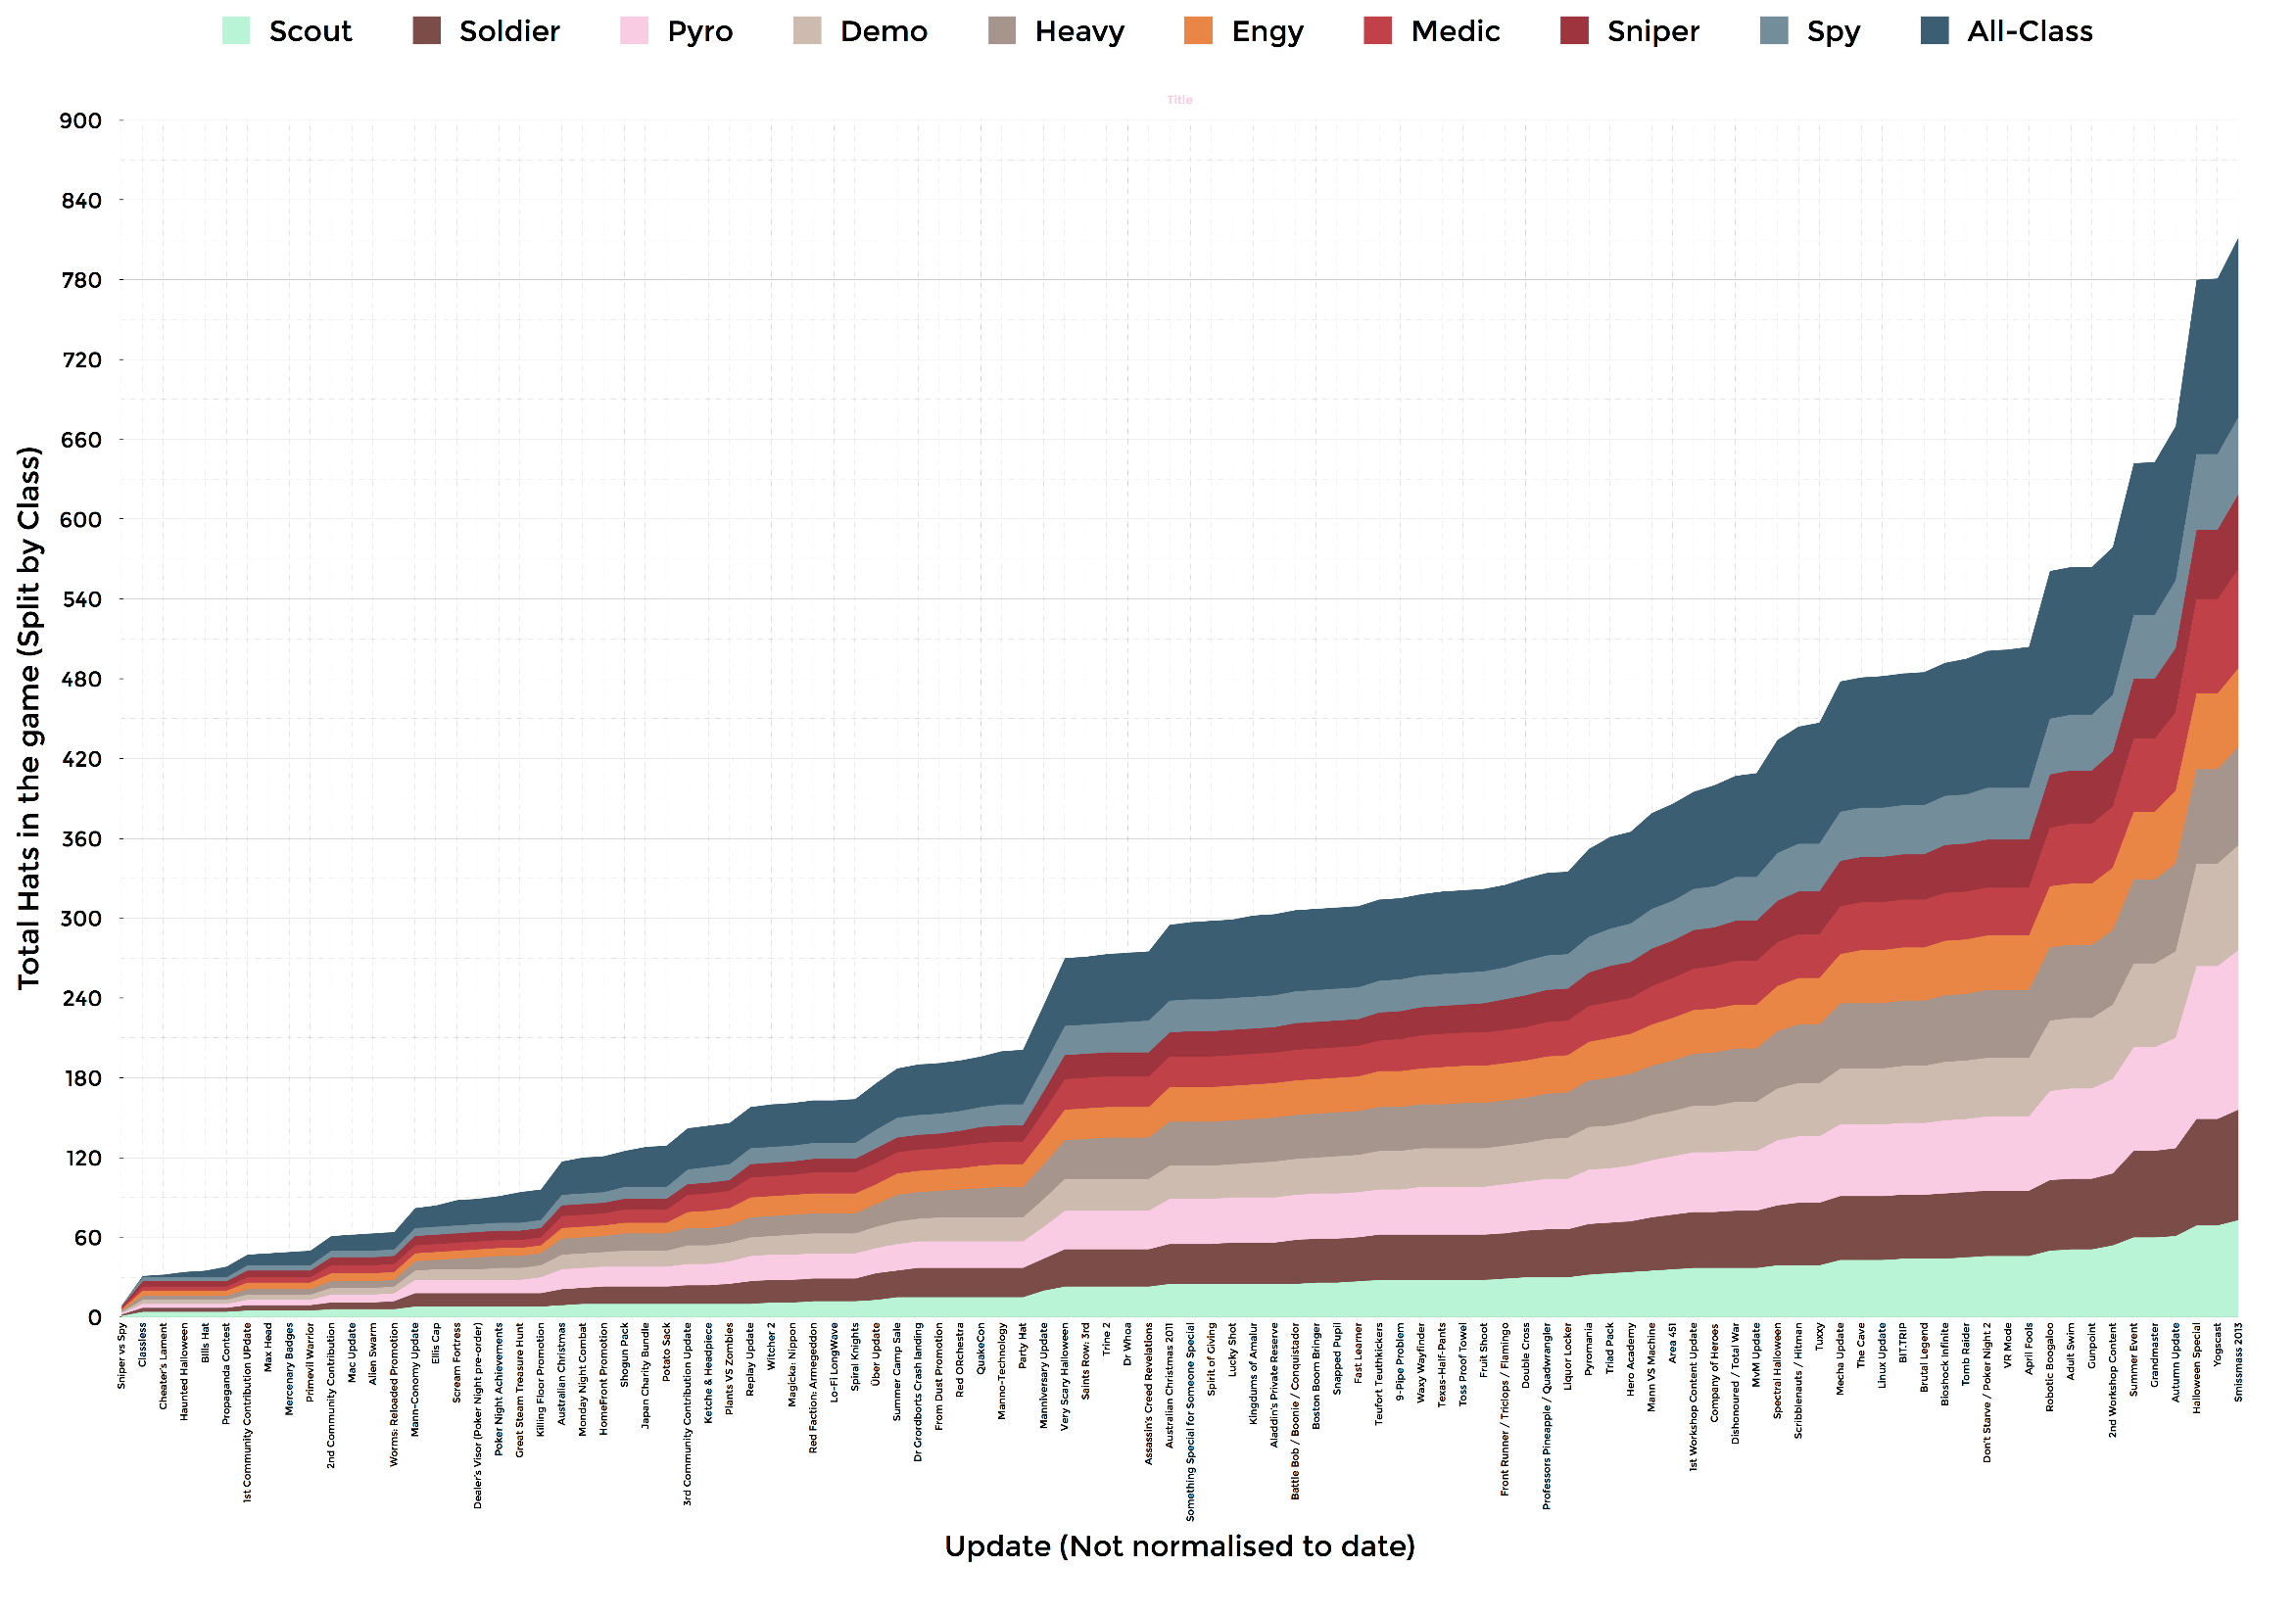 Scout Soldier Pyro Demo Heavy Engy Medic Sniper Spy All-Class
Title
900
840
780
720
660
600
540
480
420
360
300
240
180
120
60
0
Total Hats in the game (Split by Class)
Sniper vs Spy
Classless
Cheater's Lament
Haunted Halloween
Bills Hat
Propaganda Contest
1st Community Contribution UPdate
Max Head
Mercenary Badges
Primevil Warrior
2nd Community Contribution
Mac Update
Alien Swarm
Worms: Reloaded Promotion
Mann-Conomy Update
Ellis Cap
Scream Fortress
Dealer's Visor (Poker Night pre-order)
Poker Night Achievements
Great Steam Treasure Hunt
Killing Floor Promotion
Australian Christmas
Monday Night Combat
HomeFront Promotion
Shogun Pack
Japan Charity Bundle
Potato Sack
3rd Community Contribution Update
Ketche & Headpiece
Plants VS Zombies
Replay Update
Witcher 2
Magicka: Nippon
Red Faction: Armegeddon
Lo-Fi LongWave
Spiral Knights
Über Update
Summer Camp Sale
Dr Grordborts Crash landing
From Dust Promotion
Red ORchestra
QuakeCon
Manno-Technology
Party Hat
Manniversary Update
Very Scary Halloween
Saints Row: 3rd
Trine 2
Dr Whoa
Assassin's Creed Revelations
Australian Christmas 2011
Something Special for Someone Special
Spirit of Giving
Lucky Shot
Kingdums of Amalur
Aladdin's Private Reserve
Battle Bob / Boonie / Conquistador
Boston Boom Bringer
Snapped Pupil
Fast Learner
Teufort Teuthkickers
9-Pipe Problem
Waxy Wayfinder
Texas-Half-Pants
Toss Proof Towel
Fruit Shoot
Front Runner / Triclops / Flamingo
Double Cross
Professors Pineapple / Quadwrangler
Liquor Locker
Pyromania
Triad Pack
Hero Academy
Mann VS Machine
Area 451
1st Workshop Content Update
Company of Heroes
Dishonoured / Total War
MvM Update
Spectral Halloween
Scribblenauts / Hitman
Tuxxy
Mecha Update
The Cave
Linux Update
BIT.TRIP
Brutal Legend
Bioshock Infinite
Tomb Raider
Don't Starve / Poker Night 2
VR Mode
April Fools
Robotic Boogaloo
Adult Swim
Gunpoint
2nd Workshop Content
Summer Event
Grandmaster
Autumn Update
Halloween Special
Yogscast
Smissmass 2013
Update (Not normalised to date)